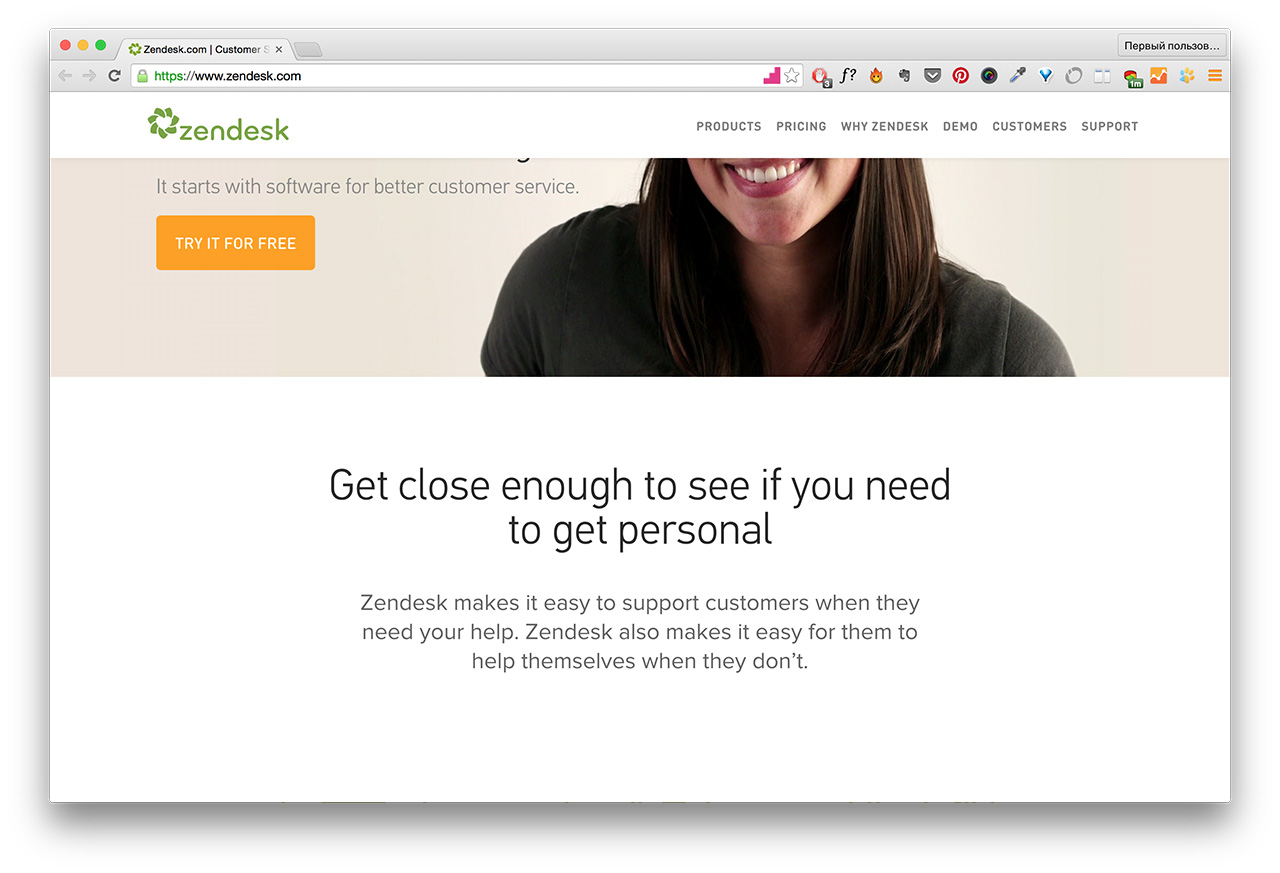 Zendesk.com | Customer S
Первый пользов…
https://www.zendesk.com
f?
3
1m
zendesk
PRODUCTS PRICING WHY ZENDESK DEMO CUSTOMERS SUPPORT
It starts with software for better customer service.
TRY IT FOR FREE
Get close enough to see if you need
to get personal
Zendesk makes it easy to support customers when they
need your help. Zendesk also makes it easy for them to
help themselves when they don’t.